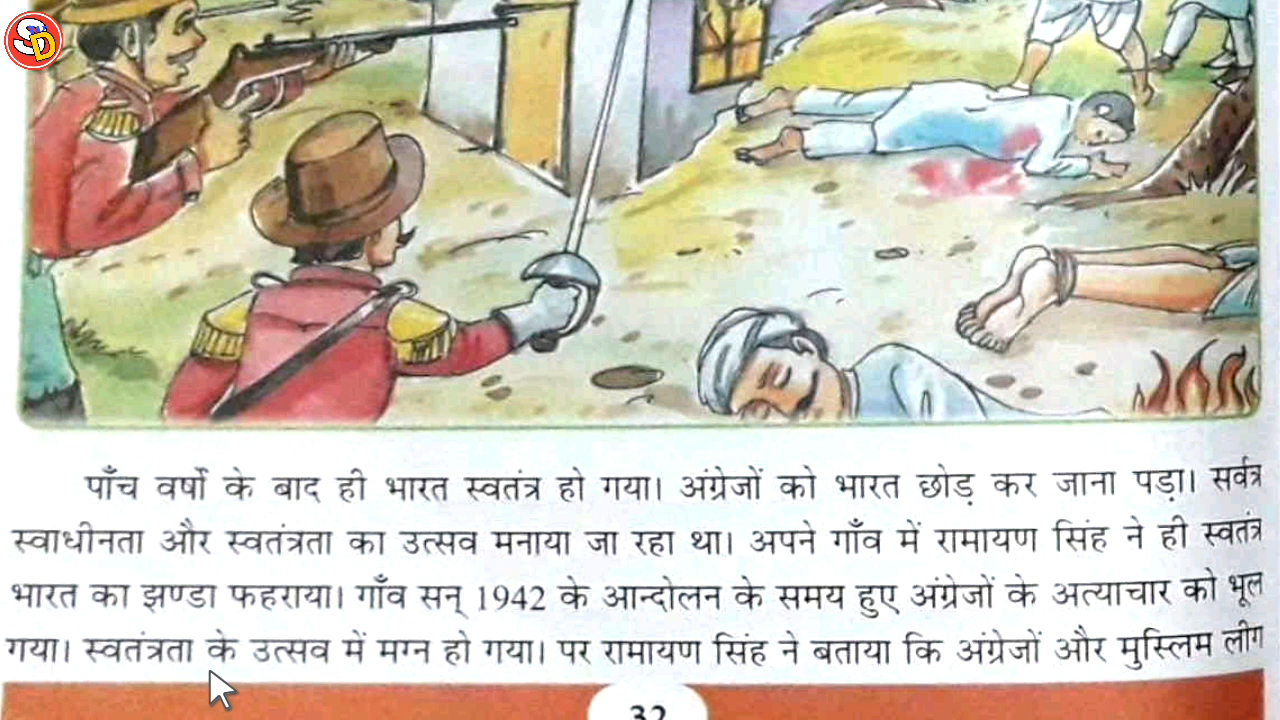 SD
पाँच वर्षो के बाद ही भारत स्वतंत्र हो गया। अंग्रेजों को भारत छोड़ कर जाना पड़ा। सर्वत्र
स्वाधीनता और स्वतंत्रता का उत्सव मनाया जा रहा था। अपने गाँव में रामायण सिंह ने ही स्वतंत्र
भारत का झण्डा फहराया। गाँव सन् 1942 के आन्दोलन के समय हुए अंग्रेजों के अत्याचार को भूल
गया। स्वतंत्रता के उत्सव में मग्न हो गया। पर रामायण सिंह ने बताया कि अंग्रेजों और मुस्लिम लीग
32